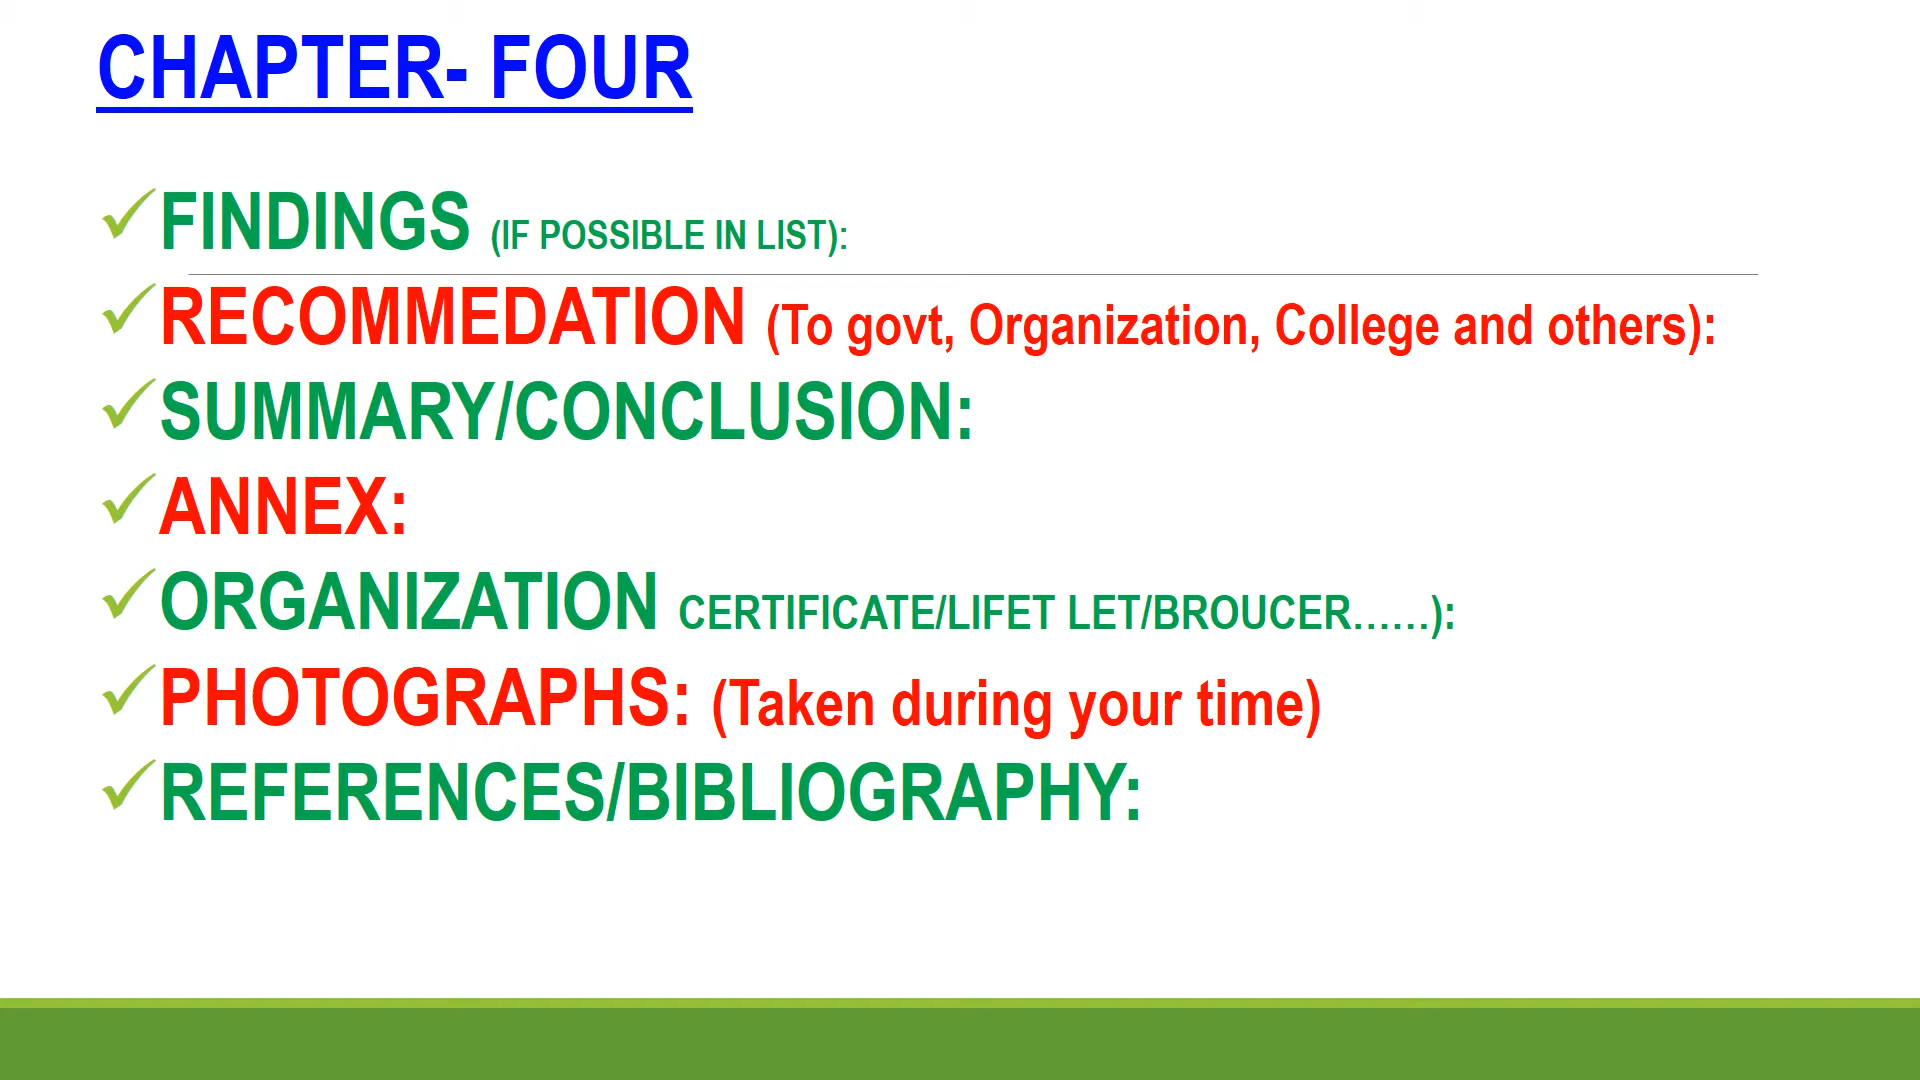 CHAPTER- FOUR
✓FINDINGS (IF POSSIBLE IN LIST):
✓RECOMMEDATION (To govt, Organization, College and others):
✓SUMMARY/CONCLUSION:
✓ANNEX:
✓ORGANIZATION CERTIFICATE/LIFET LET/BROUCER......):
✓PHOTOGRAPHS: (Taken during your time)
✓REFERENCES/BIBLIOGRAPHY: